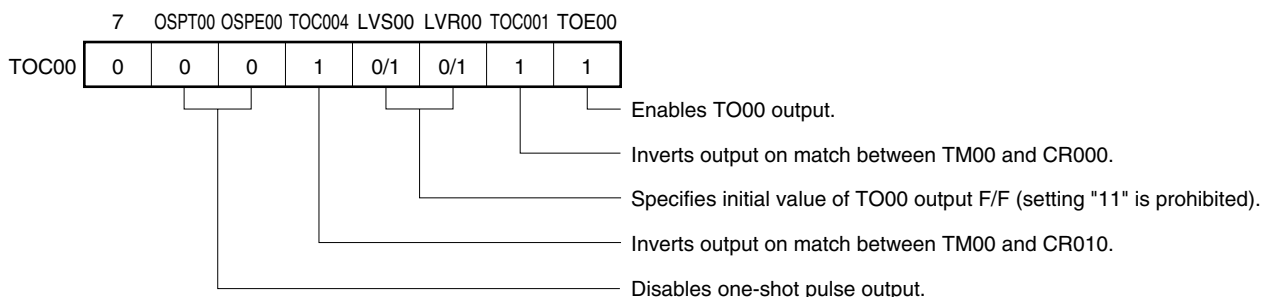 7 OSPT00 OSPE00 TOC004 LVS00 LVR00 TOC001 TOE00
TOC00 0 0 0 1 0/1 0/1 1 1
Enables TO00 output.
Inverts output on match between TM00 and CR000.
Specifies initial value of TO00 output F/F (setting "11" is prohibited).
Inverts output on match between TM00 and CR010.
Disables one-shot pulse output.